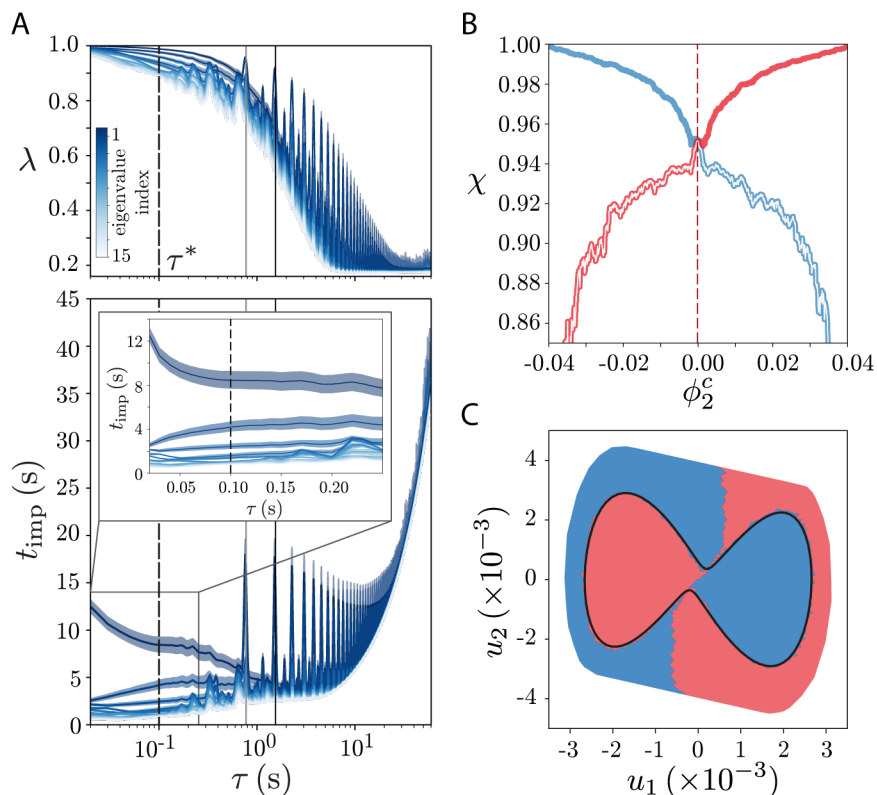 A
λ
1.0
0.8
0.6
0.4
0.2
1
15
eigenvalue
index
τ*
45
40
35
30
25
20
15
10
5
0
t_imp (s)
12
8
4
0
t_imp (s)
0.05 0.10 0.15 0.20
τ (s)
10⁻¹ 10⁰ 10¹
τ (s)
B
1.00
0.98
0.96
0.94
0.92
0.90
0.88
0.86
χ
-0.04 -0.02 0.00 0.02 0.04
ϕ₂ᶜ
C
4
2
0
-2
-4
u₂ (×10⁻³)
-3 -2 -1 0 1 2 3
u₁ (×10⁻³)